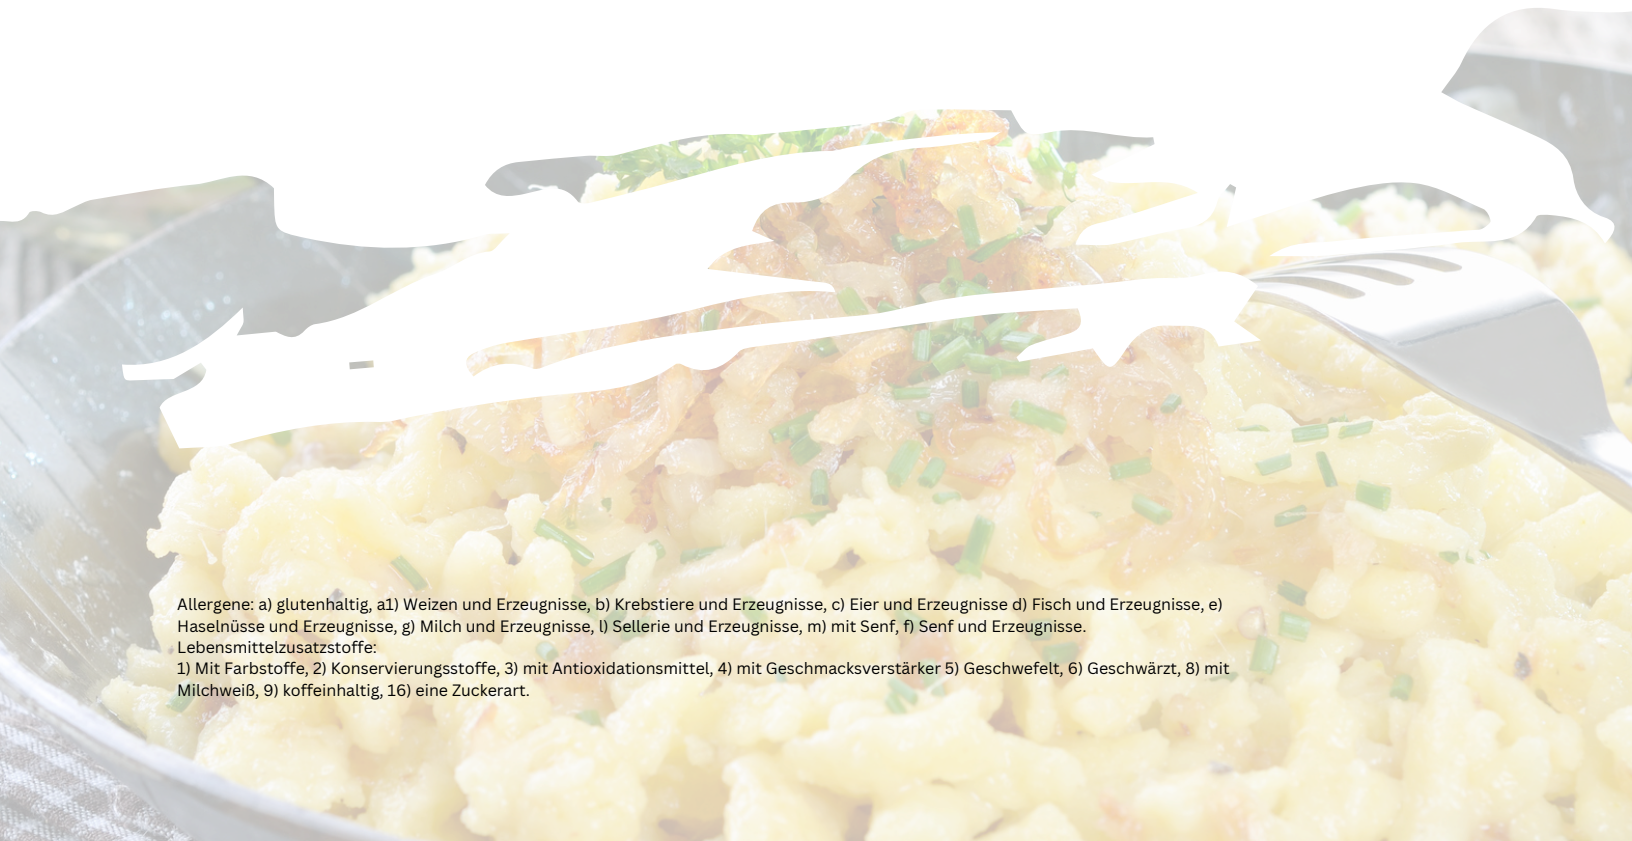 Allergene: a) glutenhaltig, a1) Weizen und Erzeugnisse, b) Krebstiere und Erzeugnisse, c) Eier und Erzeugnisse d) Fisch und Erzeugnisse, e)
Haselnüsse und Erzeugnisse, g) Milch und Erzeugnisse, l) Sellerie und Erzeugnisse, m) mit Senf, f) Senf und Erzeugnisse.
Lebensmittelzusatzstoffe:
1) Mit Farbstoffe, 2) Konservierungsstoffe, 3) mit Antioxidationsmittel, 4) mit Geschmacksverstärker 5) Geschwefelt, 6) Geschwärzt, 8) mit
Milchweiß, 9) koffeinhaltig, 16) eine Zuckerart.